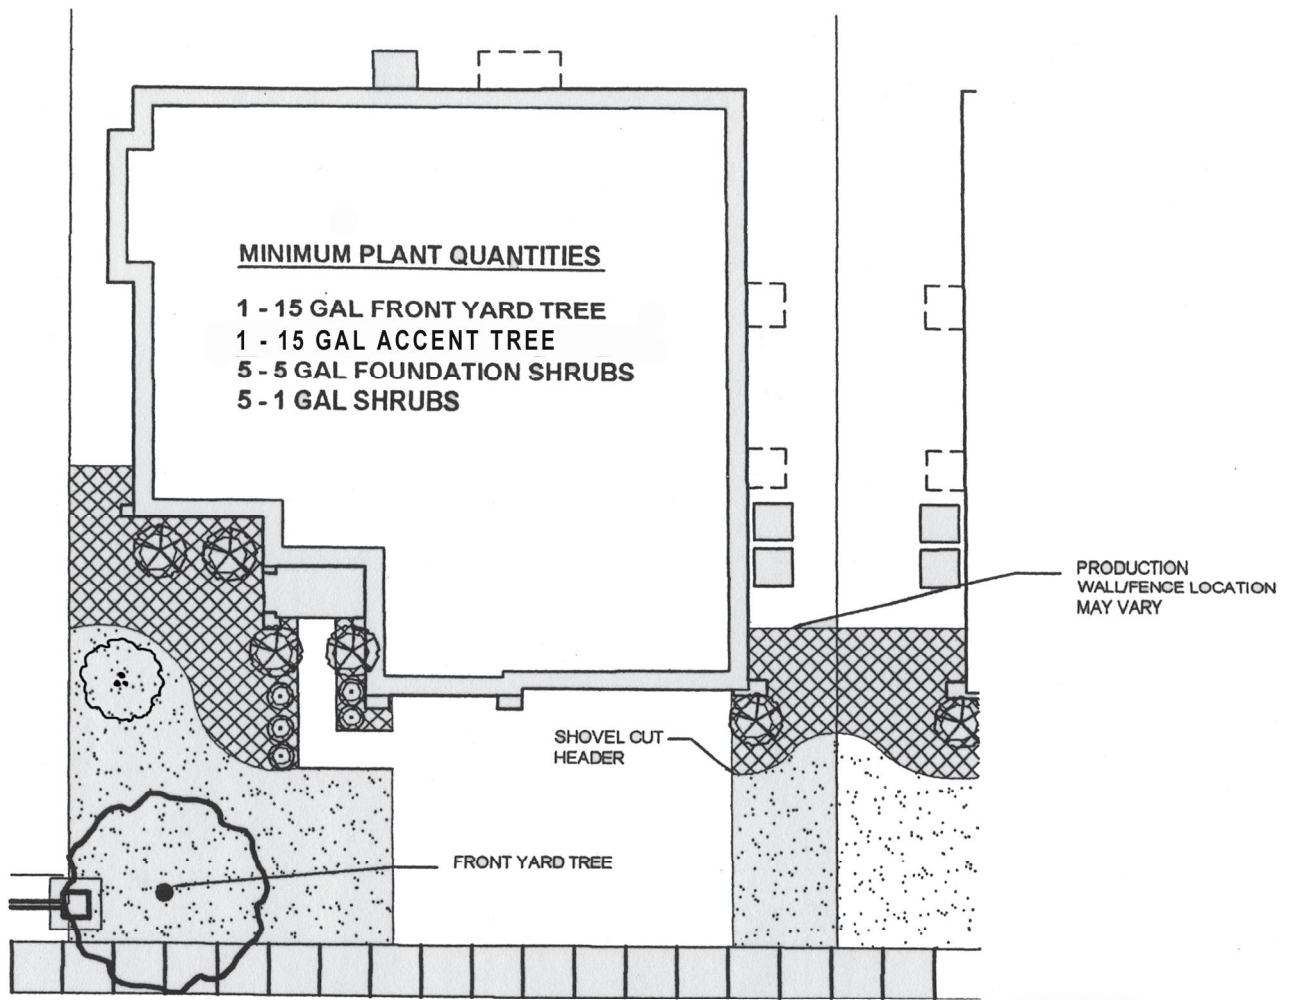 MINIMUM PLANT QUANTITIES
1 - 15 GAL FRONT YARD TREE
1 - 15 GAL ACCENT TREE
5 - 5 GAL FOUNDATION SHRUBS
5 - 1 GAL SHRUBS
PRODUCTION
WALL/FENCE LOCATION
MAY VARY
SHOVEL CUT
HEADER
FRONT YARD TREE